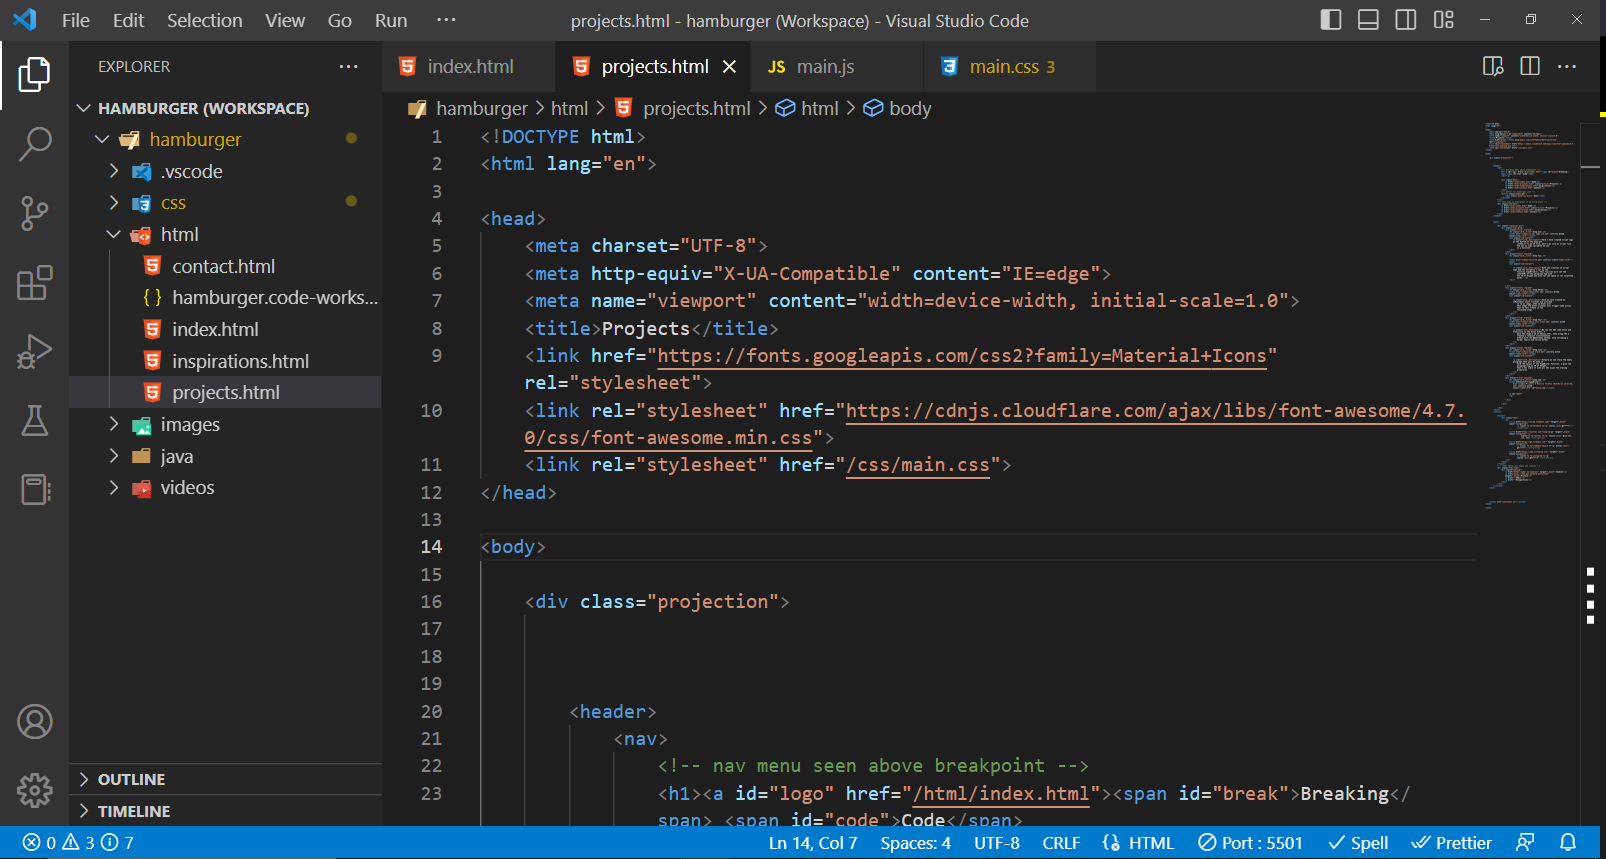 File Edit Selection View Go Run ··· projects.html - hamburger (Workspace) - Visual Studio Code
EXPLORER ···
HAMBURGER (WORKSPACE)
hamburger
.vscode
css
html
contact.html
{ } hamburger.code-works...
index.html
inspirations.html
projects.html
images
java
videos
OUTLINE
TIMELINE
index.html projects.html JS main.js main.css 3
hamburger > html > projects.html > html > body
1 <!DOCTYPE html>
2 <html lang="en">
3
4 <head>
5 <meta charset="UTF-8">
6 <meta http-equiv="X-UA-Compatible" content="IE=edge">
7 <meta name="viewport" content="width=device-width, initial-scale=1.0">
8 <title>Projects</title>
9 <link href="https://fonts.googleapis.com/css2?family=Material+Icons"
rel="stylesheet">
10 <link rel="stylesheet" href="https://cdnjs.cloudflare.com/ajax/libs/font-awesome/4.7.
0/css/font-awesome.min.css">
11 <link rel="stylesheet" href="/css/main.css">
12 </head>
13
14 <body>
15
16 <div class="projection">
17
18
19
20 <header>
21 <nav>
22 <!-- nav menu seen above breakpoint -->
23 <h1><a id="logo" href="/html/index.html"><span id="break">Breaking</
span> <span id="code">Code</span>
0 3 7 Ln 14, Col 7 Spaces: 4 UTF-8 CRLF HTML Port : 5501 Spell Prettier